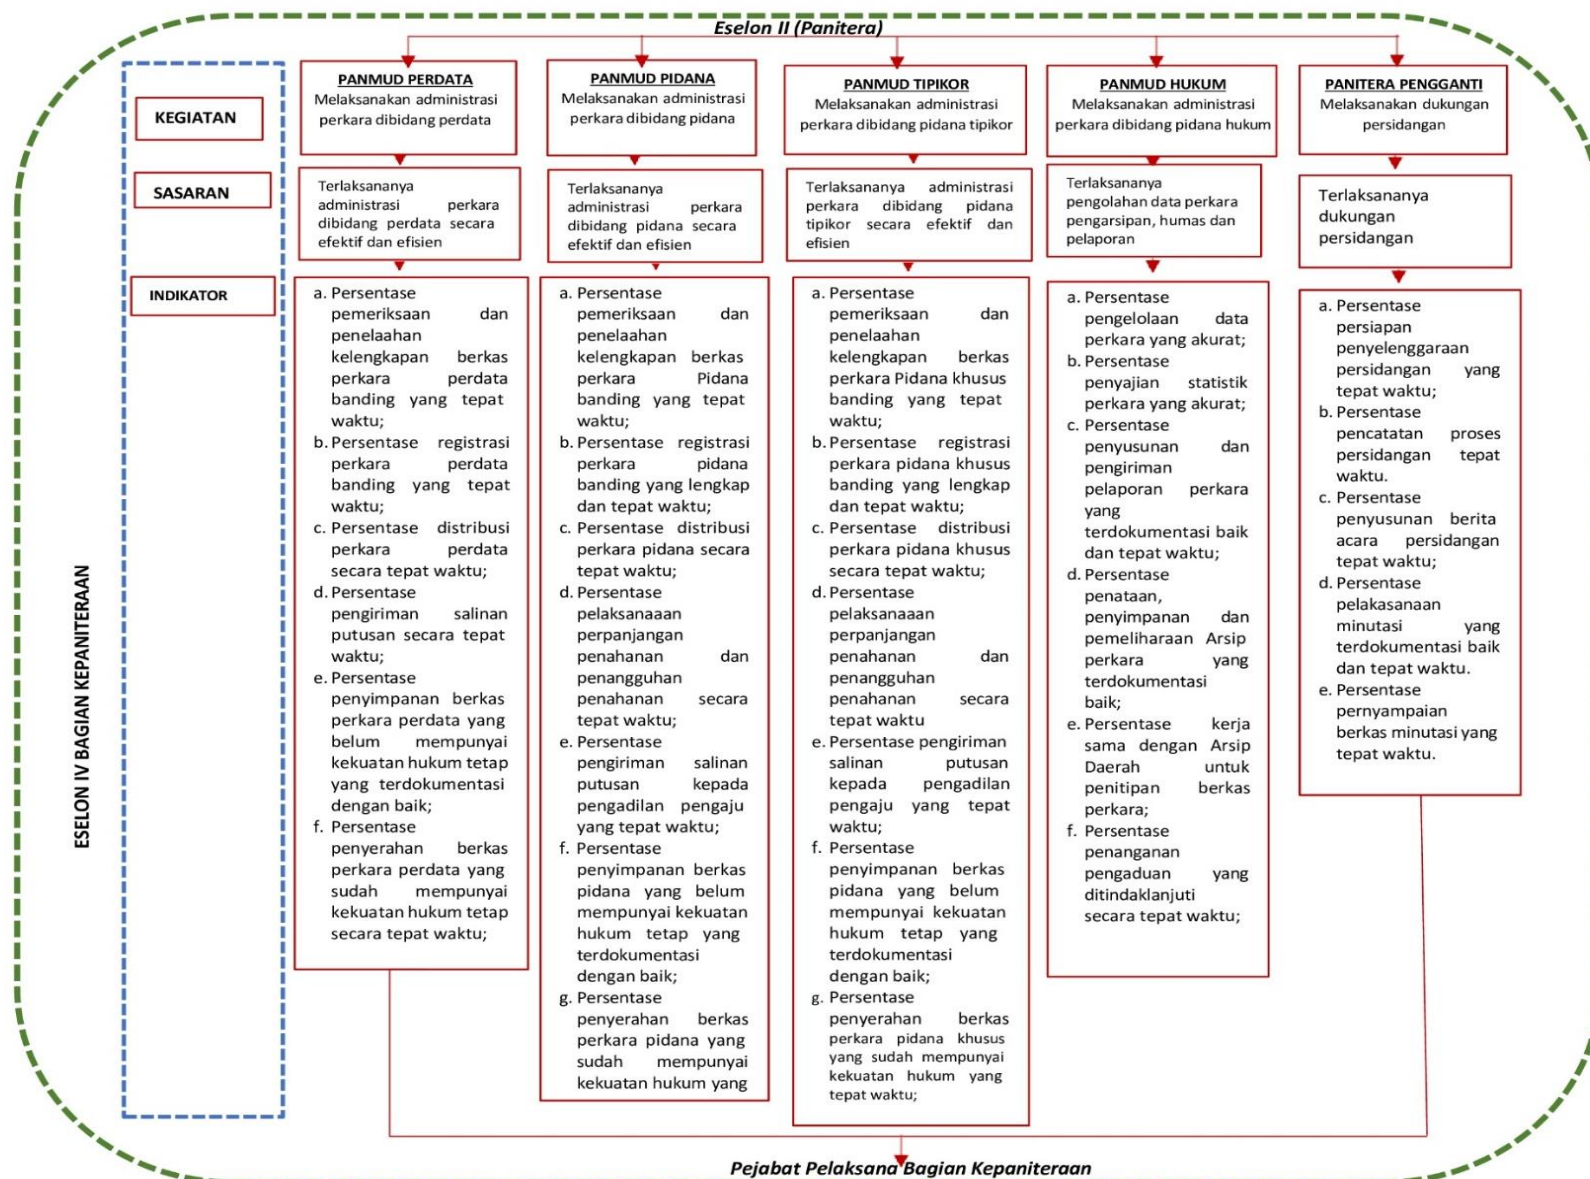 Eselon II (Panitera)
KEGIATAN
SASARAN
INDIKATOR
ESELON IV BAGIAN KEPANITERAAN
PANMUD PERDATA
Melaksanakan administrasi
perkara dibidang perdata
Terlaksananya
administrasi perkara
dibidang perdata secara
efektif dan efisien
a. Persentase
pemeriksaan dan
penelaahan
kelengkapan berkas
perkara perdata
banding yang tepat
waktu;
b. Persentase registrasi
perkara perdata
banding yang tepat
waktu;
c. Persentase distribusi
perkara perdata
secara tepat waktu;
d. Persentase
pengiriman salinan
putusan secara tepat
waktu;
e. Persentase
penyimpanan berkas
perkara perdata yang
belum mempunyai
kekuatan hukum tetap
yang terdokumentasi
dengan baik;
f. Persentase
penyerahan berkas
perkara perdata yang
sudah mempunyai
kekuatan hukum tetap
secara tepat waktu;
PANMUD PIDANA
Melaksanakan administrasi
perkara dibidang pidana
Terlaksananya
administrasi perkara
dibidang pidana secara
efektif dan efisien
a. Persentase
pemeriksaan dan
penelaahan
kelengkapan berkas
perkara Pidana
banding yang tepat
waktu;
b. Persentase registrasi
perkara pidana
banding yang lengkap
dan tepat waktu;
c. Persentase distribusi
perkara pidana secara
tepat waktu;
d. Persentase
pelaksanaaan
perpanjangan
penahanan dan
penangguhan
penahanan secara
tepat waktu;
e. Persentase
pengiriman salinan
putusan kepada
pengadilan pengaju
yang tepat waktu;
f. Persentase
penyimpanan berkas
pidana yang belum
mempunyai kekuatan
hukum tetap yang
terdokumentasi
dengan baik;
g. Persentase
penyerahan berkas
perkara pidana yang
sudah mempunyai
kekuatan hukum yang
PANMUD TIPIKOR
Melaksanakan administrasi
perkara dibidang pidana tipikor
Terlaksananya administrasi
perkara dibidang pidana
tipikor secara efektif dan
efisien
a. Persentase
pemeriksaan dan
penelaahan
kelengkapan berkas
perkara Pidana khusus
banding yang tepat
waktu;
b. Persentase registrasi
perkara pidana khusus
banding yang lengkap
dan tepat waktu;
c. Persentase distribusi
perkara pidana khusus
secara tepat waktu;
d. Persentase
pelaksanaaan
perpanjangan
penahanan dan
penangguhan
penahanan secara
tepat waktu
e. Persentase pengiriman
salinan putusan
kepada pengadilan
pengaju yang tepat
waktu;
f. Persentase
penyimpanan berkas
pidana yang belum
mempunyai kekuatan
hukum tetap yang
terdokumentasi
dengan baik;
g. Persentase
penyerahan berkas
perkara pidana khusus
yang sudah mempunyai
kekuatan hukum yang
tepat waktu;
PANMUD HUKUM
Melaksanakan administrasi
perkara dibidang pidana hukum
Terlaksananya
pengolahan data perkara
pengarsipan, humas dan
pelaporan
a. Persentase
pengelolaan data
perkara yang akurat;
b. Persentase
penyajian statistik
perkara yang akurat;
c. Persentase
penyusunan dan
pengiriman
pelaporan perkara
yang
terdokumentasi baik
dan tepat waktu;
d. Persentase
penataan,
penyimpanan dan
pemeliharaan Arsip
perkara yang
terdokumentasi
baik;
e. Persentase kerja
sama dengan Arsip
Daerah untuk
penitipan berkas
perkara;
f. Persentase
penanganan
pengaduan yang
ditindaklanjuti
secara tepat waktu;
PANITERA PENGGANTI
Melaksanakan dukungan
persidangan
Terlaksananya
dukungan
persidangan
a. Persentase
persiapan
penyelenggaraan
persidangan yang
tepat waktu;
b. Persentase
pencatatan proses
persidangan tepat
waktu.
c. Persentase
penyusunan berita
acara persidangan
tepat waktu;
d. Persentase
pelakasanaan
minutasi yang
terdokumentasi baik
dan tepat waktu.
e. Persentase
pernyampaian
berkas minutasi yang
tepat waktu.
Pejabat Pelaksana Bagian Kepaniteraan